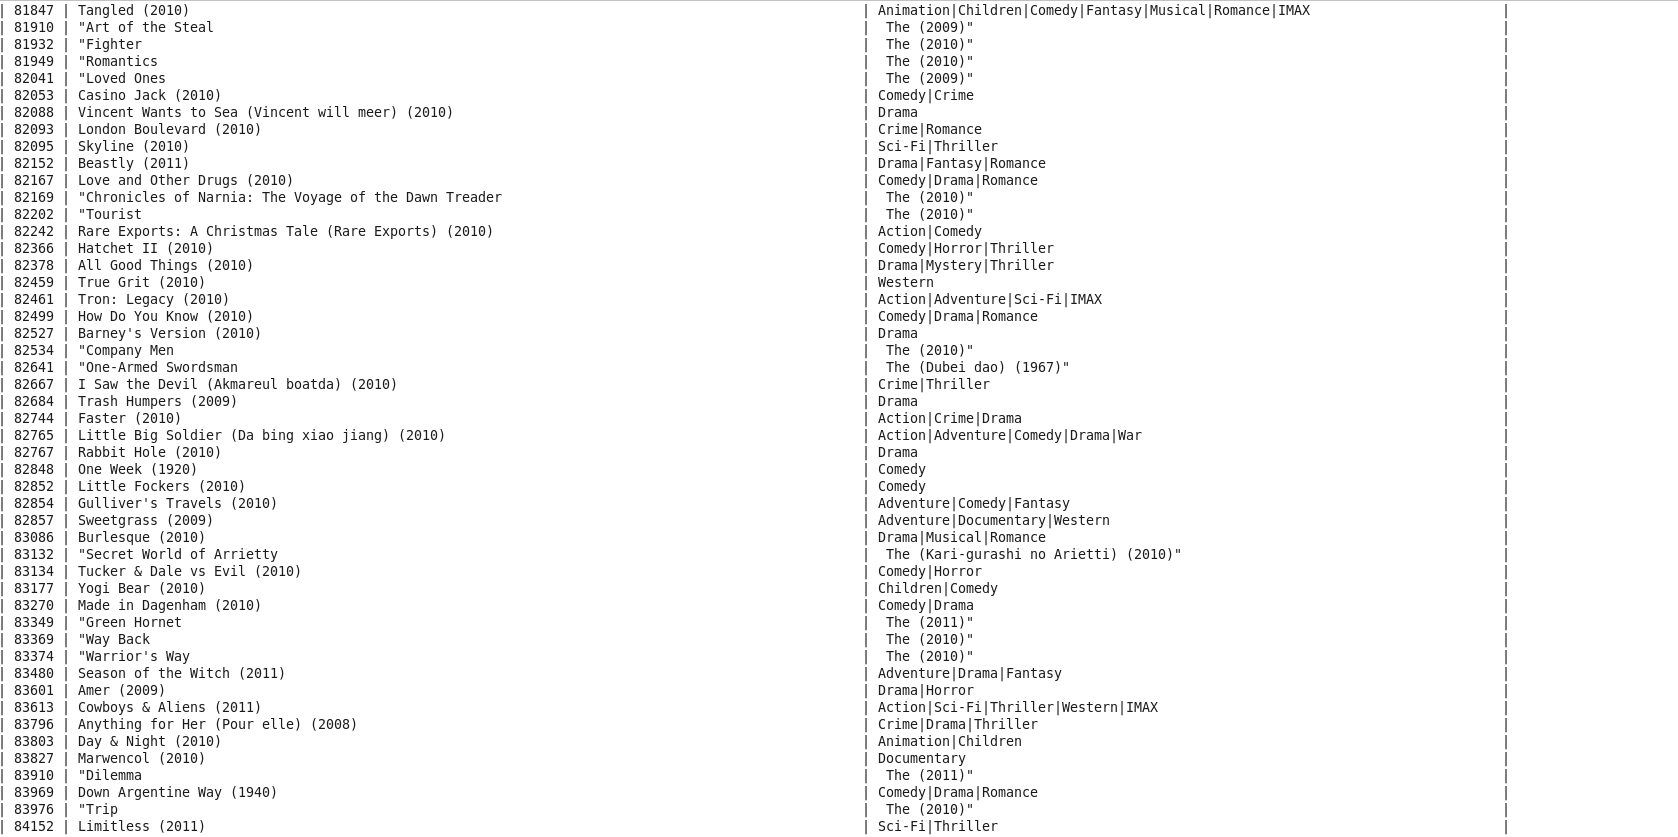 | 81847 | Tangled (2010) | Animation|Children|Comedy|Fantasy|Musical|Romance|IMAX |
| 81910 | "Art of the Steal | The (2009)" |
| 81932 | "Fighter | The (2010)" |
| 81949 | "Romantics | The (2010)" |
| 82041 | "Loved Ones | The (2009)" |
| 82053 | Casino Jack (2010) | Comedy|Crime |
| 82088 | Vincent Wants to Sea (Vincent will meer) (2010) | Drama |
| 82093 | London Boulevard (2010) | Crime|Romance |
| 82095 | Skyline (2010) | Sci-Fi|Thriller |
| 82152 | Beastly (2011) | Drama|Fantasy|Romance |
| 82167 | Love and Other Drugs (2010) | Comedy|Drama|Romance |
| 82169 | "Chronicles of Narnia: The Voyage of the Dawn Treader | The (2010)" |
| 82202 | "Tourist | The (2010)" |
| 82242 | Rare Exports: A Christmas Tale (Rare Exports) (2010) | Action|Comedy |
| 82366 | Hatchet II (2010) | Comedy|Horror|Thriller |
| 82378 | All Good Things (2010) | Drama|Mystery|Thriller |
| 82459 | True Grit (2010) | Western |
| 82461 | Tron: Legacy (2010) | Action|Adventure|Sci-Fi|IMAX |
| 82499 | How Do You Know (2010) | Comedy|Drama|Romance |
| 82527 | Barney's Version (2010) | Drama |
| 82534 | "Company Men | The (2010)" |
| 82641 | "One-Armed Swordsman | The (Dubei dao) (1967)" |
| 82667 | I Saw the Devil (Akmareul boatda) (2010) | Crime|Thriller |
| 82684 | Trash Humpers (2009) | Drama |
| 82744 | Faster (2010) | Action|Crime|Drama |
| 82765 | Little Big Soldier (Da bing xiao jiang) (2010) | Action|Adventure|Comedy|Drama|War |
| 82767 | Rabbit Hole (2010) | Drama |
| 82848 | One Week (1920) | Comedy |
| 82852 | Little Fockers (2010) | Comedy |
| 82854 | Gulliver's Travels (2010) | Adventure|Comedy|Fantasy |
| 82857 | Sweetgrass (2009) | Adventure|Documentary|Western |
| 83086 | Burlesque (2010) | Drama|Musical|Romance |
| 83132 | "Secret World of Arrietty | The (Kari-gurashi no Arietti) (2010)" |
| 83134 | Tucker & Dale vs Evil (2010) | Comedy|Horror |
| 83177 | Yogi Bear (2010) | Children|Comedy |
| 83270 | Made in Dagenham (2010) | Comedy|Drama |
| 83349 | "Green Hornet | The (2011)" |
| 83369 | "Way Back | The (2010)" |
| 83374 | "Warrior's Way | The (2010)" |
| 83480 | Season of the Witch (2011) | Adventure|Drama|Fantasy |
| 83601 | Amer (2009) | Drama|Horror |
| 83613 | Cowboys & Aliens (2011) | Action|Sci-Fi|Thriller|Western|IMAX |
| 83796 | Anything for Her (Pour elle) (2008) | Crime|Drama|Thriller |
| 83803 | Day & Night (2010) | Animation|Children |
| 83827 | Marwencol (2010) | Documentary |
| 83910 | "Dilemma | The (2011)" |
| 83969 | Down Argentine Way (1940) | Comedy|Drama|Romance |
| 83976 | "Trip | The (2010)" |
| 84152 | Limitless (2011) | Sci-Fi|Thriller |